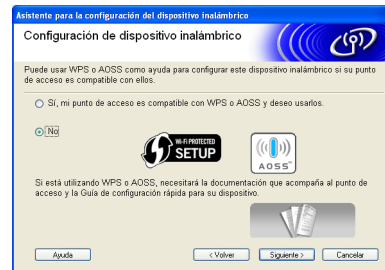 Asistente para la configuración del dispositivo inalámbrico
Configuración de dispositivo inalámbrico
Puede usar WPS o AOSS como ayuda para configurar este dispositivo inalámbrico si su punto
de acceso es compatible con ellos.
Sí, mi punto de acceso es compatible con WPS o AOSS y deseo usarlos.
No
Wi-Fi PROTECTED
SETUP
AOSS™
Si está utilizando WPS o AOSS, necesitará la documentación que acompaña al punto de
acceso y la Guía de configuración rápida para su dispositivo.
Ayuda
< Volver
Siguiente >
Cancelar